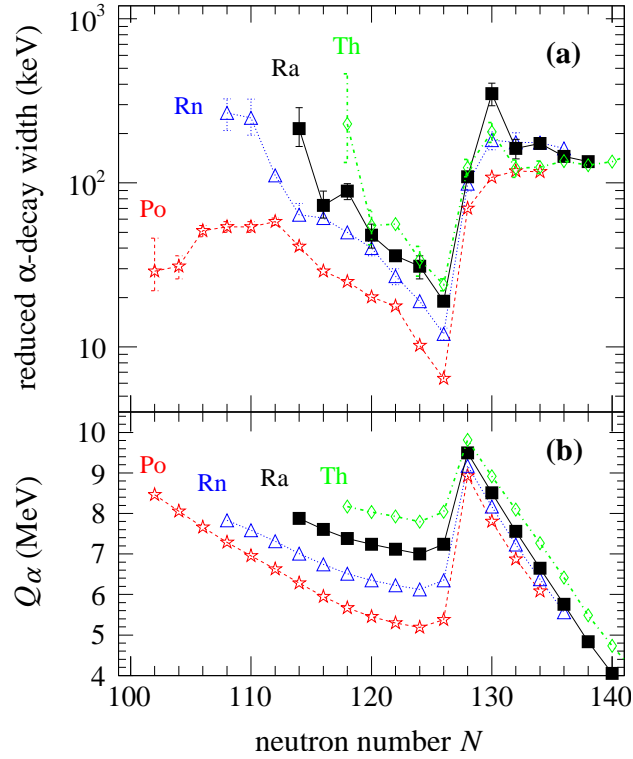 reduced α-decay width (keV)
10³
10²
10
Th
(a)
Ra
Rn
Po
Qα (MeV)
10
9
8
7
6
5
4
Po
Rn
Ra
Th
(b)
100 110 120 130 140
neutron number N